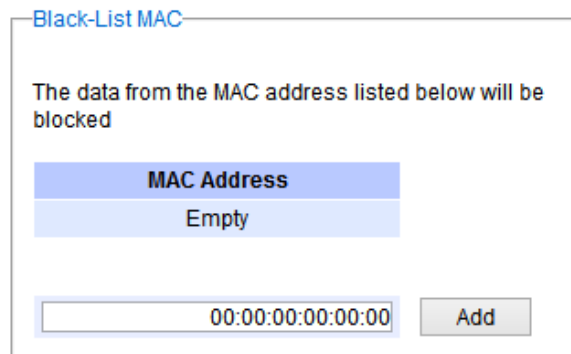 Black-List MAC
The data from the MAC address listed below will be
blocked
MAC Address
Empty
00:00:00:00:00:00 Add